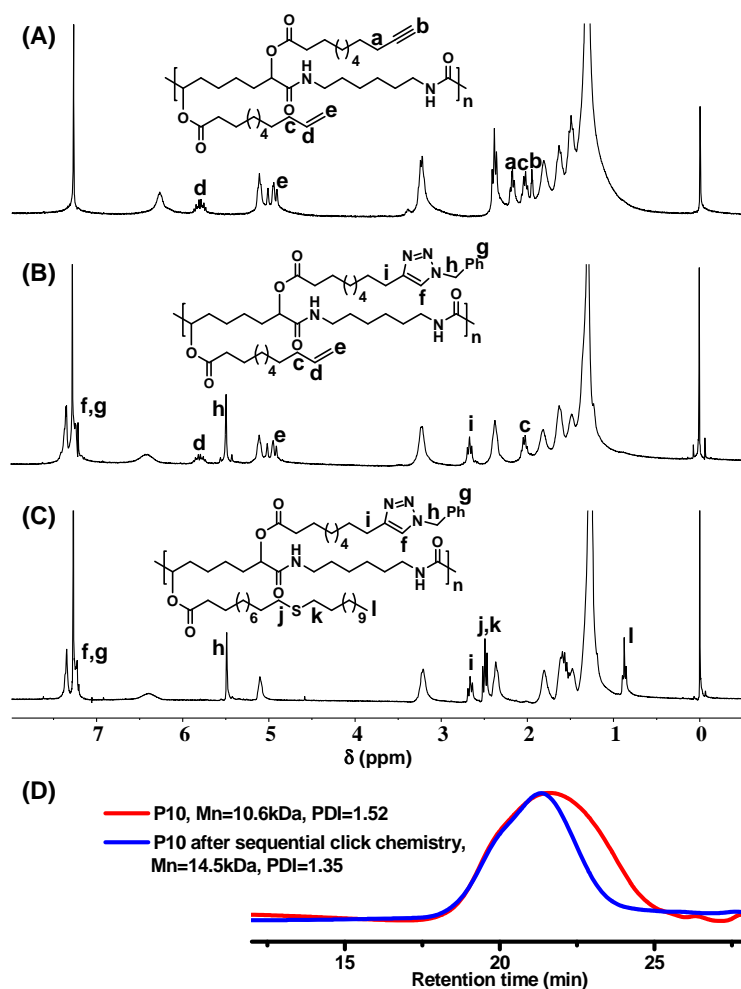 (A)
O
O
4
a
b
H
N
N
H
O
O
n
O
O
4
c
d
e
d
e
a c b
(B)
O
O
4
i
N=N
N
f
h
Ph
g
H
N
N
H
O
O
n
O
O
4
c
d
e
f,g
d
h
e
i
c
(C)
O
O
4
i
N=N
N
f
h
Ph
g
H
N
N
H
O
O
n
O
O
6
j
S
k
9
l
f,g
h
i
j,k
l
7 6 5 4 3 2 1 0
δ (ppm)
(D)
P10, Mn=10.6kDa, PDI=1.52
P10 after sequential click chemistry,
Mn=14.5kDa, PDI=1.35
15 20 25
Retention time (min)